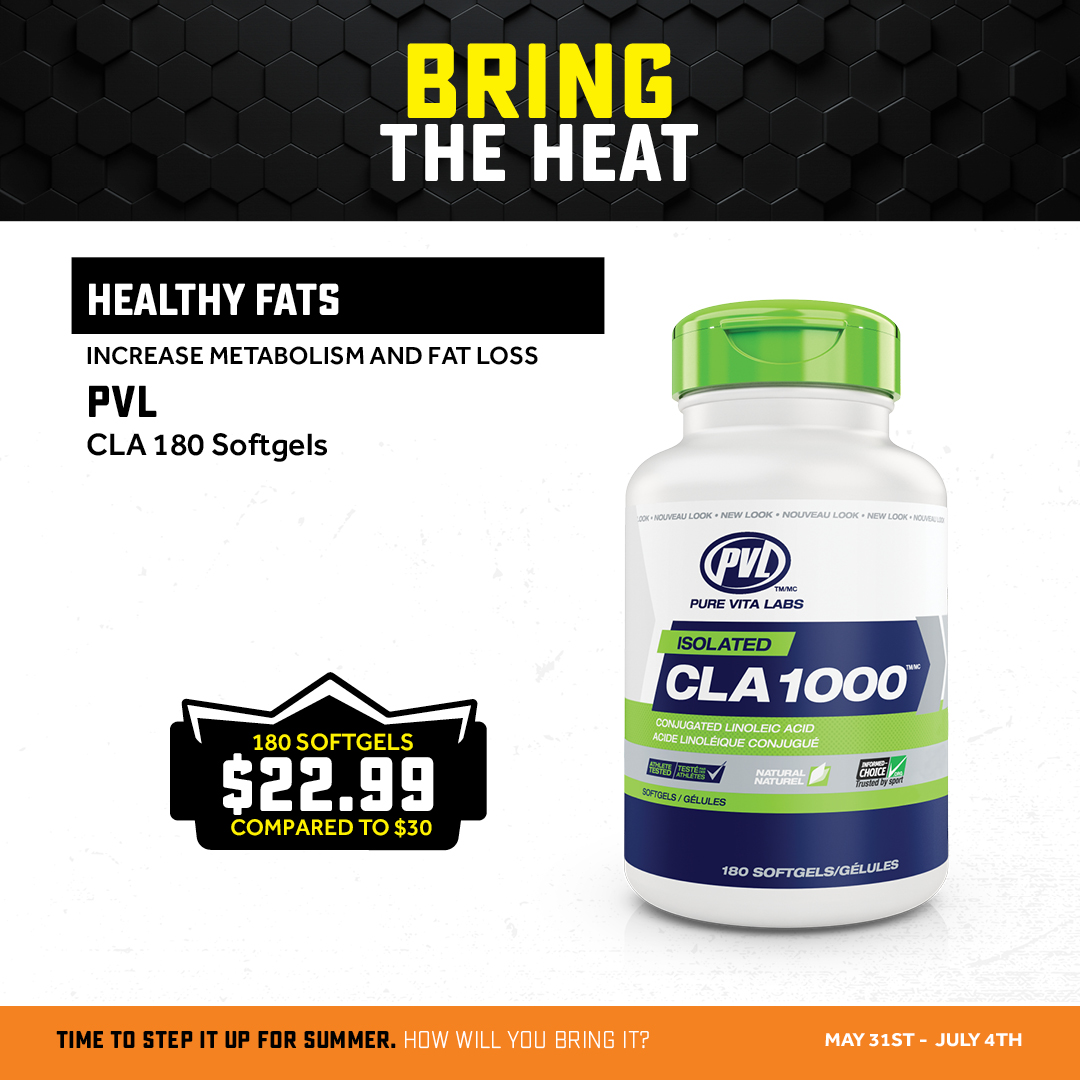 BRING
THE HEAT
HEALTHY FATS
INCREASE METABOLISM AND FAT LOSS
PVL
CLA 180 Softgels
180 SOFTGELS
$22.99
COMPARED TO $30
• NOUVEAU LOOK • NEW LOOK • NOUVEAU LOOK • NEW LOOK •
PVL
TM/MC
PURE VITA LABS
ISOLATED
CLA 1000 TM/MC
CONJUGATED LINOLEIC ACID
ACIDE LINOLÉIQUE CONJUGUÉ
ATHLETE TESTED
TESTÉ ATHLÈTES
NATURAL
NATUREL
INFORMED-
CHOICE
Trusted by sport
SOFTGELS / GÉLULES
180 SOFTGELS/GÉLULES
TIME TO STEP IT UP FOR SUMMER. HOW WILL YOU BRING IT?
MAY 31ST - JULY 4TH